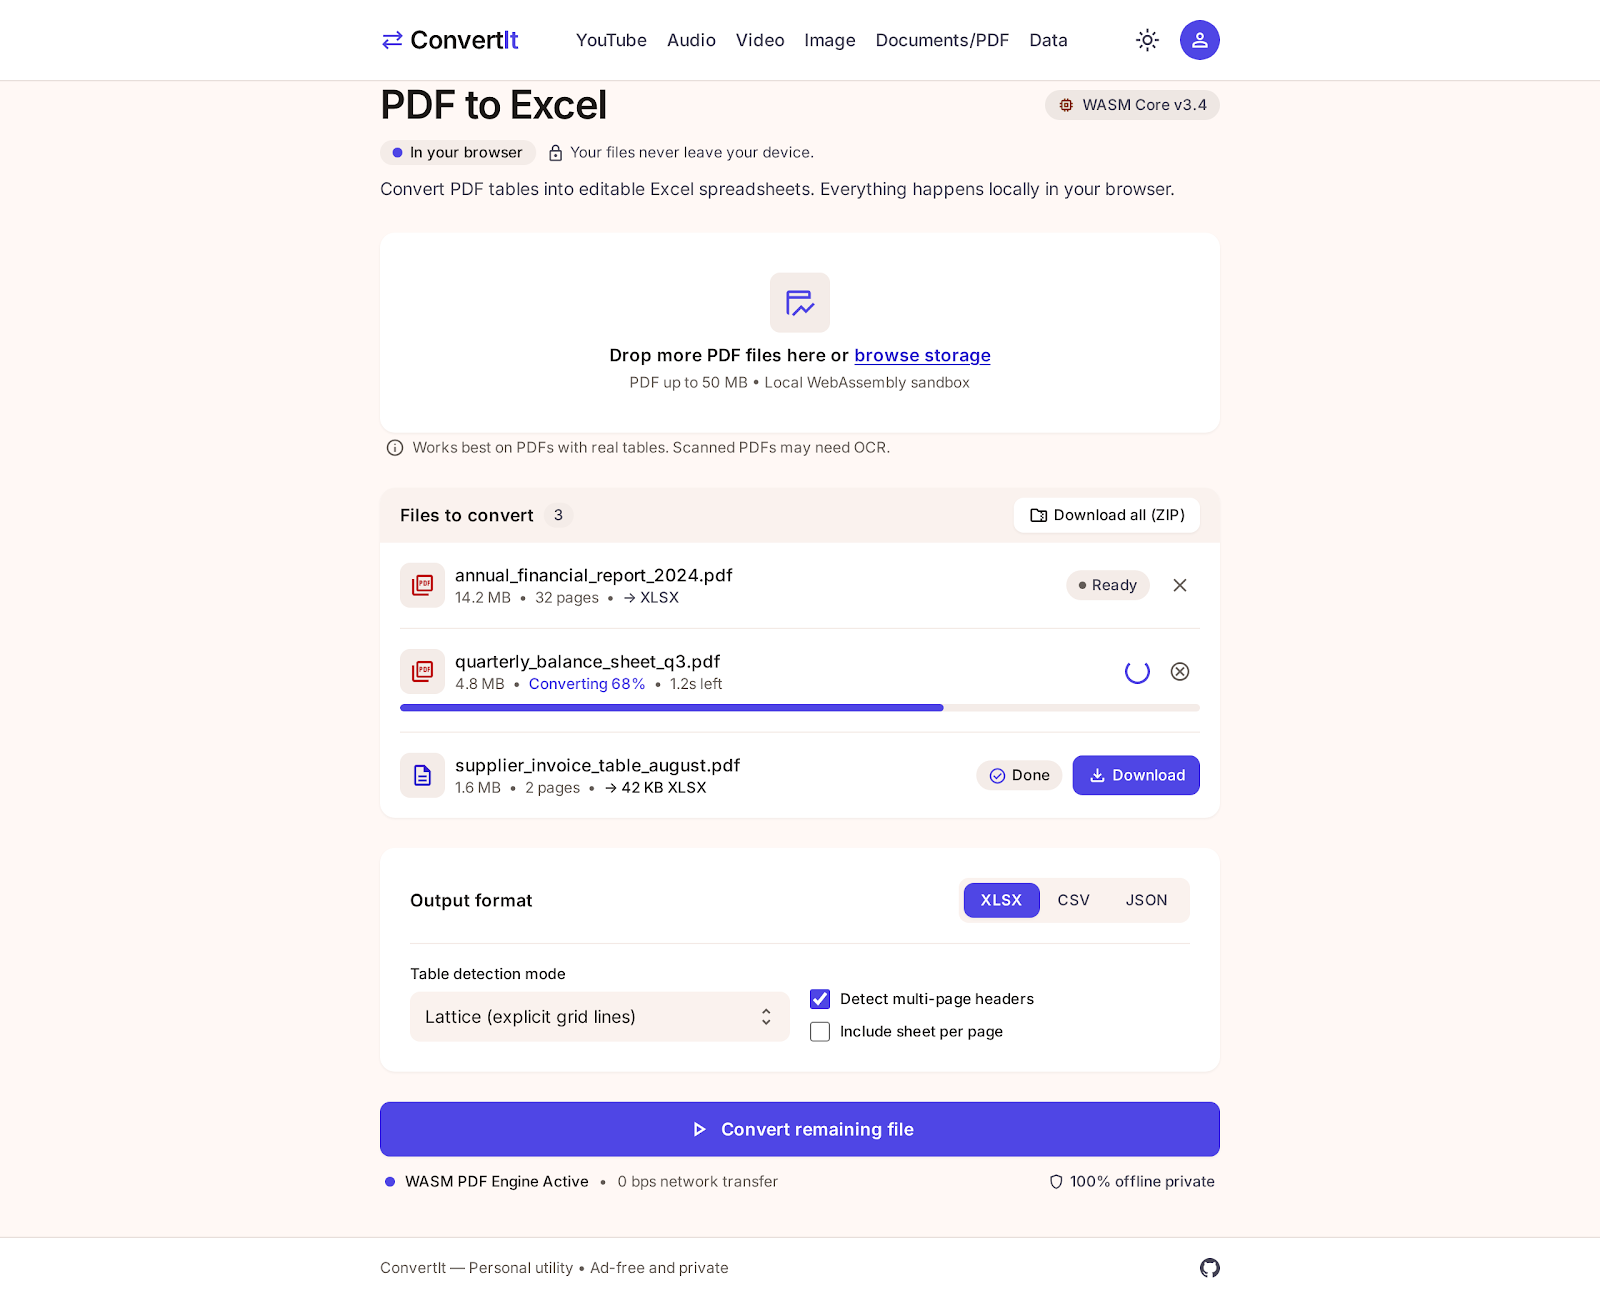 ConvertIt
YouTube Audio Video Image Documents/PDF Data
PDF to Excel
WASM Core v3.4
In your browser
Your files never leave your device.
Convert PDF tables into editable Excel spreadsheets. Everything happens locally in your browser.
Drop more PDF files here or browse storage
PDF up to 50 MB • Local WebAssembly sandbox
Works best on PDFs with real tables. Scanned PDFs may need OCR.
Files to convert 3
Download all (ZIP)
PDF
annual_financial_report_2024.pdf
14.2 MB • 32 pages • → XLSX
Ready
PDF
quarterly_balance_sheet_q3.pdf
4.8 MB • Converting 68% • 1.2s left
supplier_invoice_table_august.pdf
1.6 MB • 2 pages • → 42 KB XLSX
Done
Download
Output format
XLSX CSV JSON
Table detection mode
Lattice (explicit grid lines)
Detect multi-page headers
Include sheet per page
Convert remaining file
WASM PDF Engine Active • 0 bps network transfer
100% offline private
ConvertIt — Personal utility • Ad-free and private